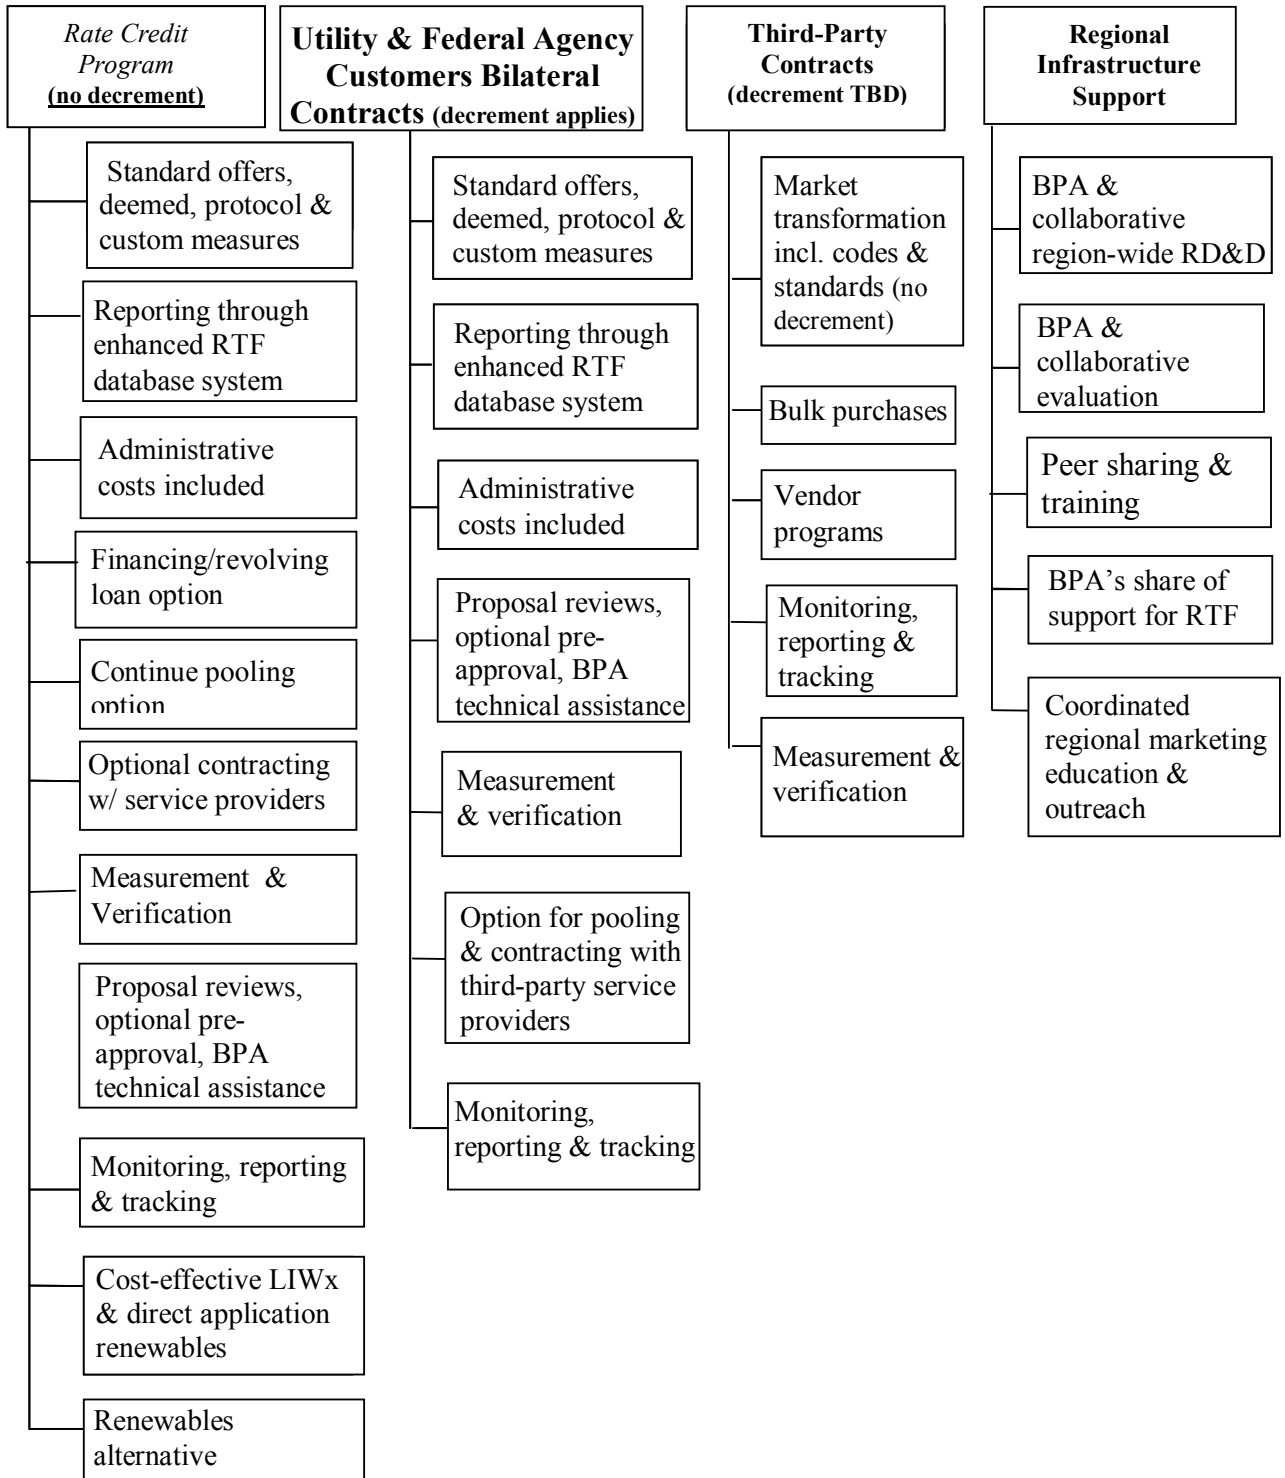 Rate Credit
Program
(no decrement)
Standard offers,
deemed, protocol &
custom measures
Reporting through
enhanced RTF
database system
Administrative
costs included
Financing/revolving
loan option
Continue pooling
option
Optional contracting
w/ service providers
Measurement &
Verification
Proposal reviews,
optional pre-
approval, BPA
technical assistance
Monitoring, reporting
& tracking
Cost-effective LIWx
& direct application
renewables
Renewables
alternative
Utility & Federal Agency
Customers Bilateral
Contracts (decrement applies)
Standard offers,
deemed, protocol &
custom measures
Reporting through
enhanced RTF
database system
Administrative
costs included
Proposal reviews,
optional pre-
approval, BPA
technical assistance
Measurement
& verification
Option for pooling
& contracting with
third-party service
providers
Monitoring,
reporting & tracking
Third-Party
Contracts
(decrement TBD)
Market
transformation
incl. codes &
standards (no
decrement)
Bulk purchases
Vendor
programs
Monitoring,
reporting &
tracking
Measurement &
verification
Regional
Infrastructure
Support
BPA &
collaborative
region-wide RD&D
BPA &
collaborative
evaluation
Peer sharing &
training
BPA’s share of
support for RTF
Coordinated
regional marketing
education &
outreach